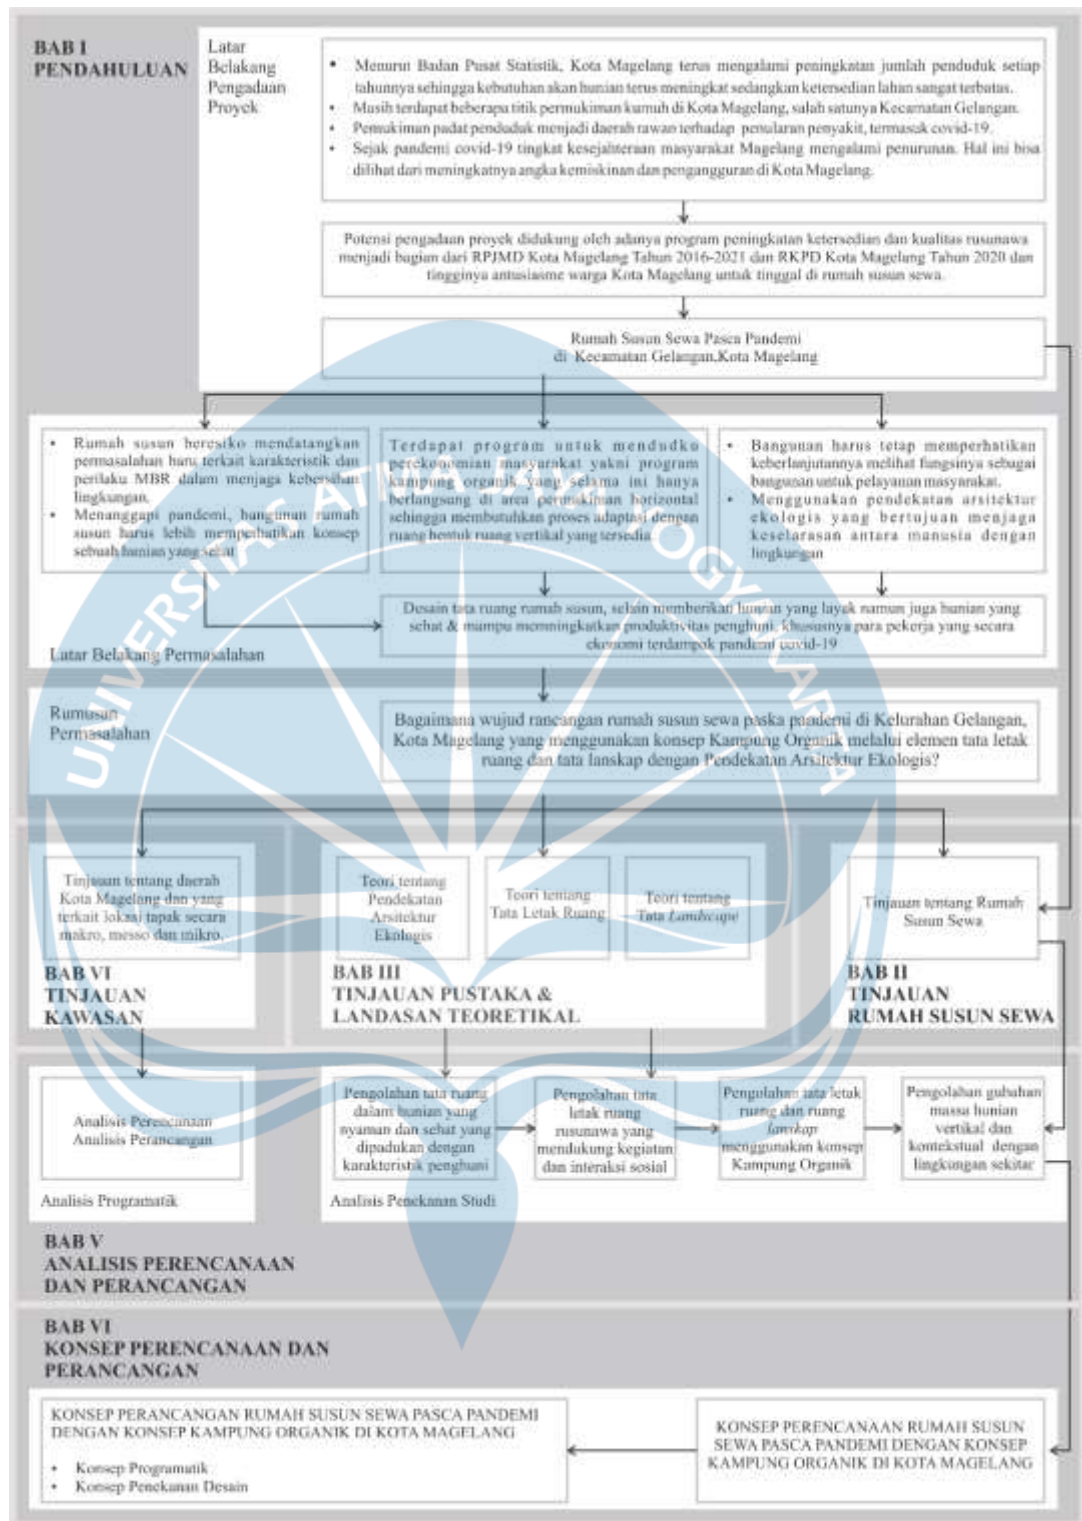 BAB I
PENDAHULUAN
Latar
Belakang
Pengadaan
Proyek
• Menurut Badan Pusat Statistik, Kota Magelang terus mengalami peningkatan jumlah penduduk setiap
tahunnya sehingga kebutuhan akan hunian terus meningkat sedangkan ketersedian lahan sangat terbatas.
• Masih terdapat beberapa titik permukiman kumuh di Kota Magelang, salah satunya Kecamatan Gelangan.
• Pemukiman padat penduduk menjadi daerah rawan terhadap penularan penyakit, termasuk covid-19.
• Sejak pandemi covid-19 tingkat kesejahteraan masyarakat Magelang mengalami penurunan. Hal ini bisa
dilihat dari meningkatnya angka kemiskinan dan pengangguran di Kota Magelang.
Potensi pengadaan proyek didukung oleh adanya program peningkatan ketersedian dan kualitas rusunawa
menjadi bagian dari RPJMD Kota Magelang Tahun 2016-2021 dan RKPD Kota Magelang Tahun 2020 dan
tingginya antusiasme warga Kota Magelang untuk tinggal di rumah susun sewa.
Rumah Susun Sewa Pasca Pandemi
di Kecamatan Gelangan,Kota Magelang
• Rumah susun beresiko mendatangkan
permasalahan baru terkait karakteristik dan
perilaku MBR dalam menjaga kebersihan
lingkungan.
• Menanggapi pandemi, bangunan rumah
susun harus lebih memperhatikan konsep
sebuah hunian yang sehat
Terdapat program untuk menduduko
perekonomian masyarakat yakni program
kampung organik yang selama ini hanya
berlangsung di area permukiman horizontal
sehingga membutuhkan proses adaptasi dengan
ruang bentuk ruang vertikal yang tersedia.
• Bangunan harus tetap memperhatikan
keberlanjutannya melihat fungsinya sebagai
bangunan untuk pelayanan masyarakat.
• Menggunakan pendekatan arsitektur
ekologis yang bertujuan menjaga
keselarasan antara manusia dengan
lingkungan
Desain tata ruang rumah susun, selain memberikan hunian yang layak namun juga hunian yang
sehat & mampu memningkatkan produktivitas penghuni, khususnya para pekerja yang secara
ekonomi terdampak pandemi covid-19
Latar Belakang Permasalahan
Rumusan
Permasalahan
Bagaimana wujud rancangan rumah susun sewa paska pandemi di Kelurahan Gelangan,
Kota Magelang yang menggunakan konsep Kampung Organik melalui elemen tata letak
ruang dan tata lanskap dengan Pendekatan Arsitektur Ekologis?
UNIVERSITAS ATMA JAYA YOGYAKARTA
Tinjauan tentang daerah
Kota Magelang dan yang
terkait lokasi tapak secara
makro, messo dan mikro.
BAB VI
TINJAUAN
KAWASAN
Teori tentang
Pendekatan
Arsitektur
Ekologis
Teori tentang
Tata Letak Ruang
Teori tentang
Tata Landscape
BAB III
TINJAUAN PUSTAKA &
LANDASAN TEORETIKAL
Tinjauan tentang Rumah
Susun Sewa
BAB II
TINJAUAN
RUMAH SUSUN SEWA
Analisis Perencanaan
Analisis Perancangan
Analisis Programatik
Pengolahan tata ruang
dalam hunian yang
nyaman dan sehat yang
dipadukan dengan
karakteristik penghuni
Pengolahan tata
letak ruang
rusunawa yang
mendukung kegiatan
dan interaksi sosial
Pengolahan tata letak
ruang dan ruang
lanskap
menggunakan konsep
Kampung Organik
Pengolahan gubahan
massa hunian
vertikal dan
kontekstual dengan
lingkungan sekitar
Analisis Penekanan Studi
BAB V
ANALISIS PERENCANAAN
DAN PERANCANGAN
BAB VI
KONSEP PERENCANAAN DAN
PERANCANGAN
KONSEP PERANCANGAN RUMAH SUSUN SEWA PASCA PANDEMI
DENGAN KONSEP KAMPUNG ORGANIK DI KOTA MAGELANG
• Konsep Programatik
• Konsep Penekanan Desain
KONSEP PERENCANAAN RUMAH SUSUN
SEWA PASCA PANDEMI DENGAN KONSEP
KAMPUNG ORGANIK DI KOTA MAGELANG